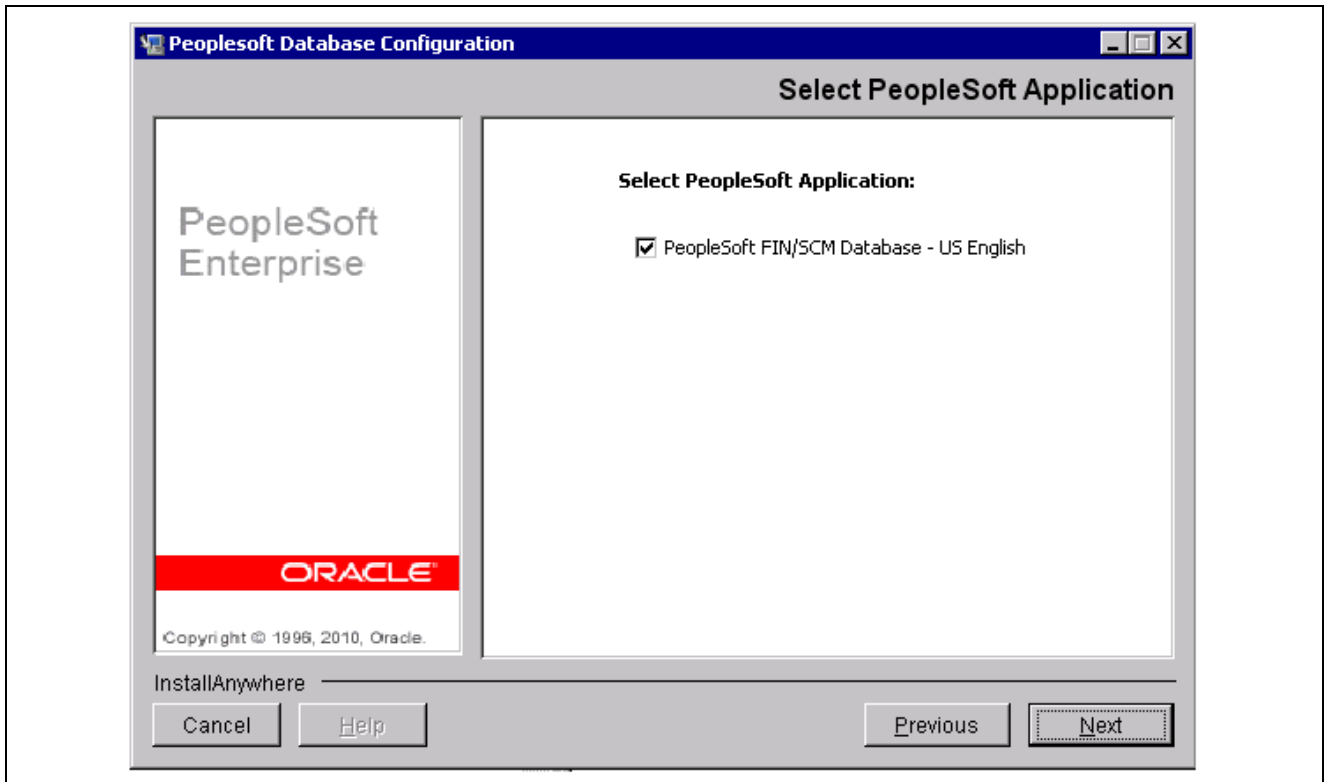 Peoplesoft Database Configuration
Select PeopleSoft Application
PeopleSoft
Enterprise
Select PeopleSoft Application:
PeopleSoft FIN/SCM Database - US English
ORACLE
Copyright © 1996, 2010, Oracle.
InstallAnywhere
Cancel Help Previous Next